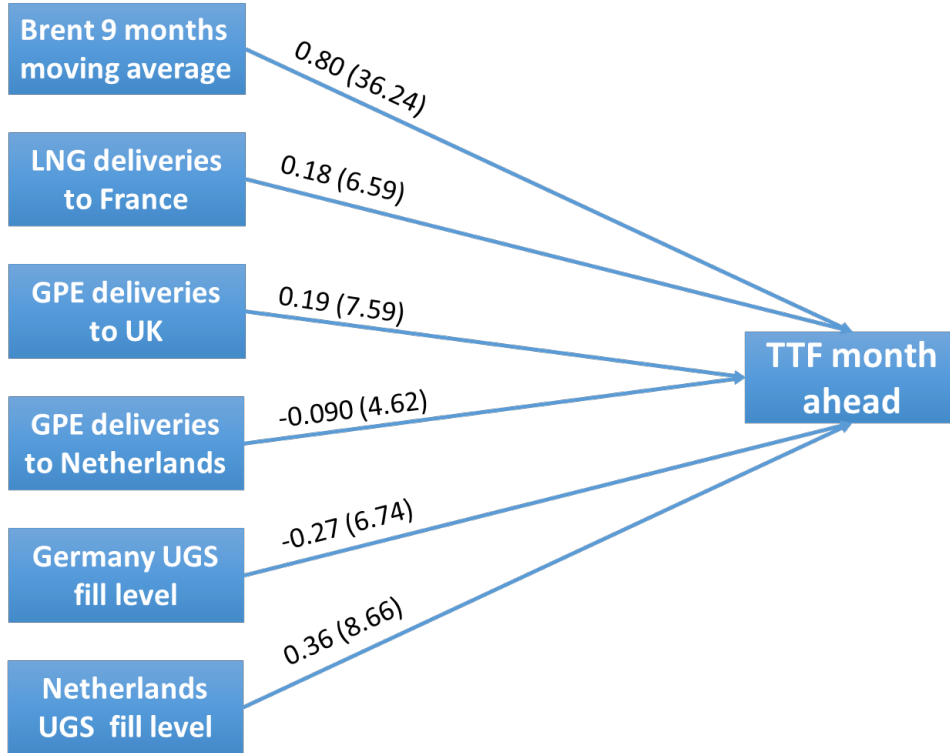 Brent 9 months
moving average
0.80 (36.24)
LNG deliveries
to France
0.18 (6.59)
GPE deliveries
to UK
0.19 (7.59)
GPE deliveries
to Netherlands
-0.090 (4.62)
Germany UGS
fill level
-0.27 (6.74)
Netherlands
UGS fill level
0.36 (8.66)
TTF month
ahead